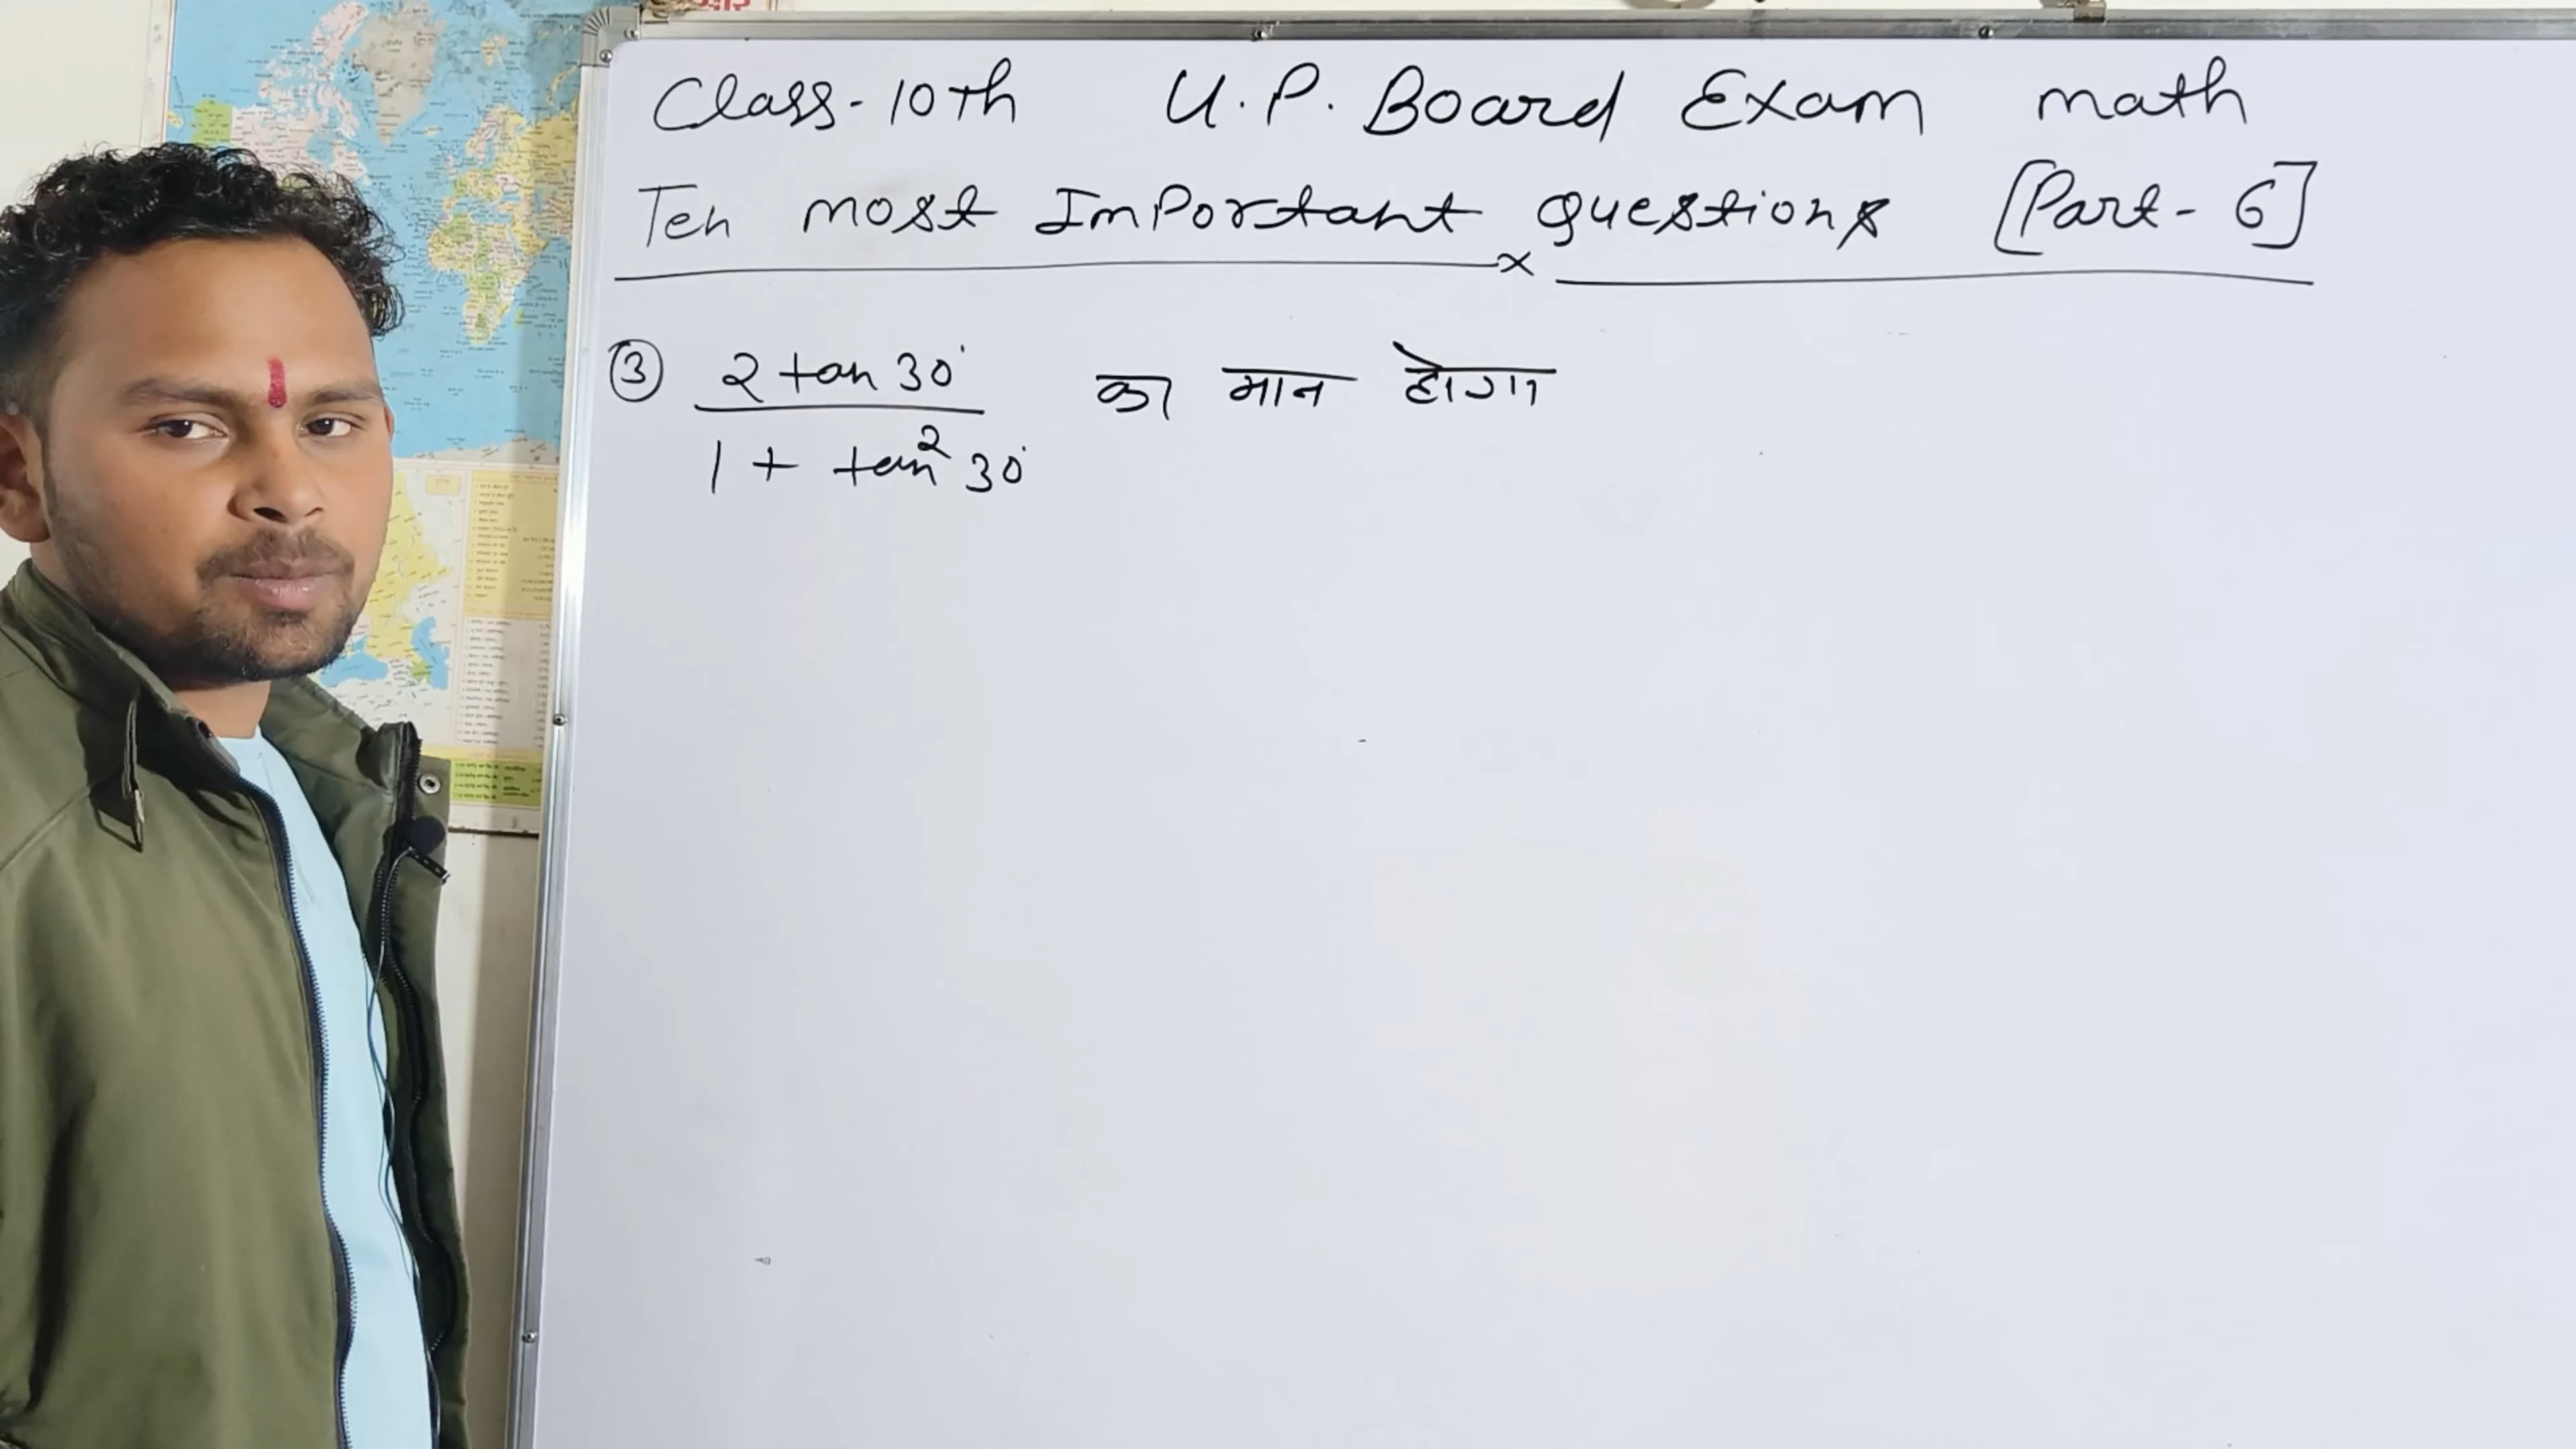 Class-10th U.P. Board Exam math
Ten most Important questions [Part-6]
③ 2 tan 30° का मान होगा
1 + tan² 30°